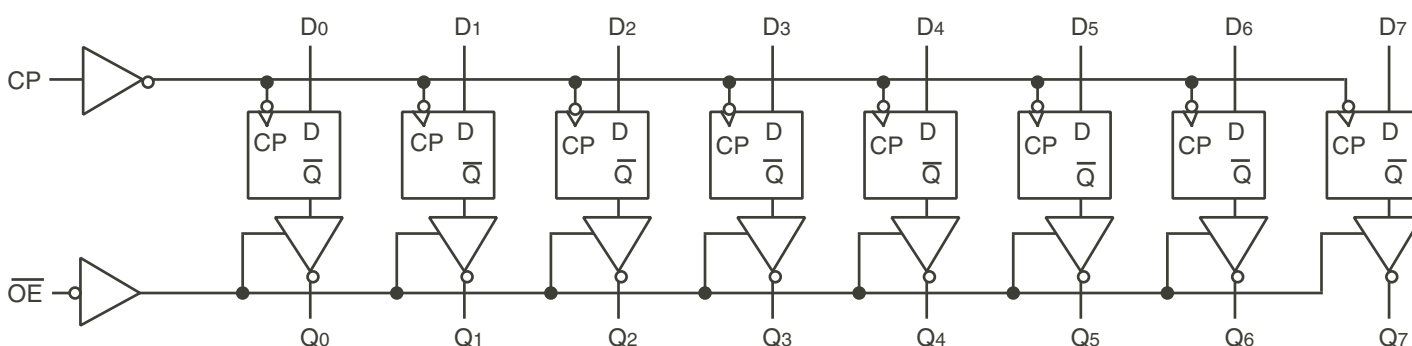 D0 D1 D2 D3 D4 D5 D6 D7
CP
D D D D D D D D
CP CP CP CP CP CP CP CP
Q̅ Q̅ Q̅ Q̅ Q̅ Q̅ Q̅ Q̅
O̅E̅
Q0 Q1 Q2 Q3 Q4 Q5 Q6 Q7